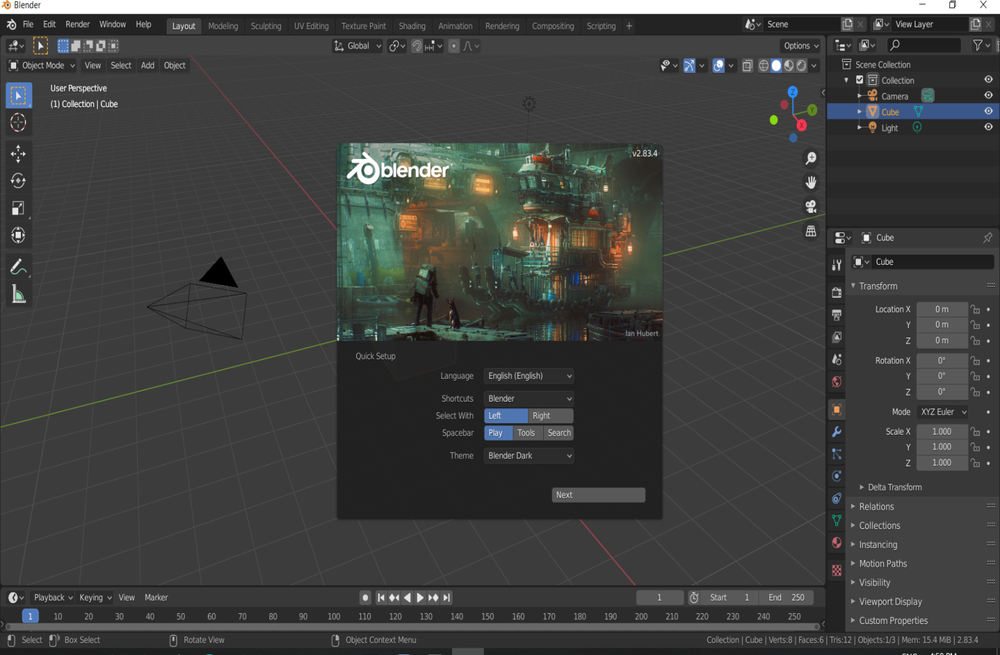 Blender
File Edit Render Window Help Layout Modeling Sculpting UV Editing Texture Paint Shading Animation Rendering Compositing Scripting + Scene View Layer
Global Options
Object Mode View Select Add Object
User Perspective
(1) Collection | Cube
Z
Y
X
Scene Collection
Collection
Camera
Cube
Light
blender
v2.83.4
Ian Hubert
Quick Setup
Language English (English)
Shortcuts Blender
Select With Left Right
Spacebar Play Tools Search
Theme Blender Dark
Next
Cube
Cube
Transform
Location X 0 m
Y 0 m
Z 0 m
Rotation X 0°
Y 0°
Z 0°
Mode XYZ Euler
Scale X 1.000
Y 1.000
Z 1.000
Delta Transform
Relations
Collections
Instancing
Motion Paths
Visibility
Viewport Display
Custom Properties
Playback Keying View Marker 1 Start 1 End 250
1 10 20 30 40 50 60 70 80 90 100 110 120 130 140 150 160 170 180 190 200 210 220 230 240 250
Select Box Select Rotate View Object Context Menu Collection | Cube | Verts:8 | Faces:6 | Tris:12 | Objects:1/3 | Mem: 15.4 MiB | 2.83.4